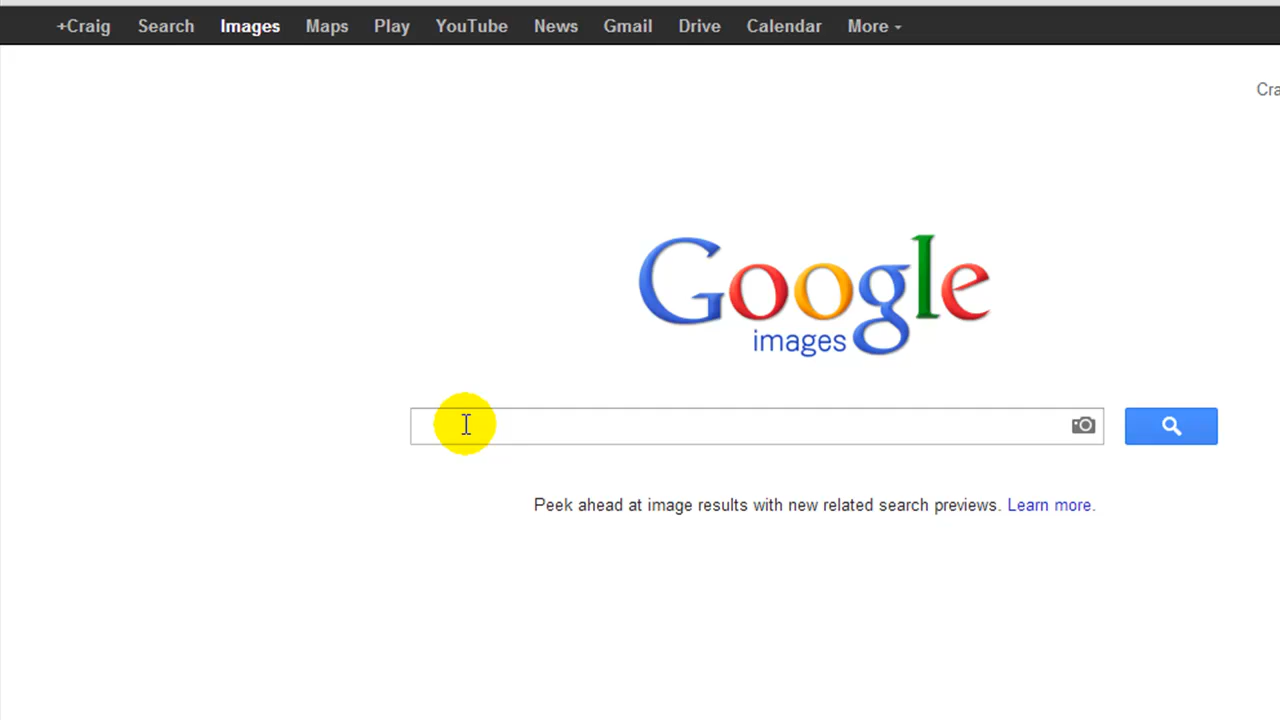 +Craig Search Images Maps Play YouTube News Gmail Drive Calendar More
Cra
Google
images
Peek ahead at image results with new related search previews. Learn more.